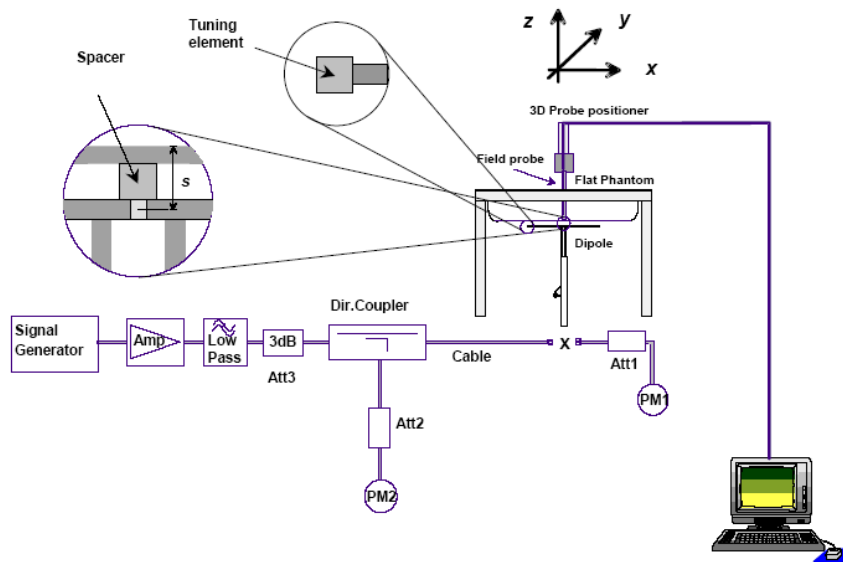 z
y
x
Tuning
element
Spacer
3D Probe positioner
s
Field probe
Flat Phantom
Dipole
Dir.Coupler
Signal
Generator
Amp
Low
Pass
3dB
Att3
Cable
X
Att1
PM1
Att2
PM2